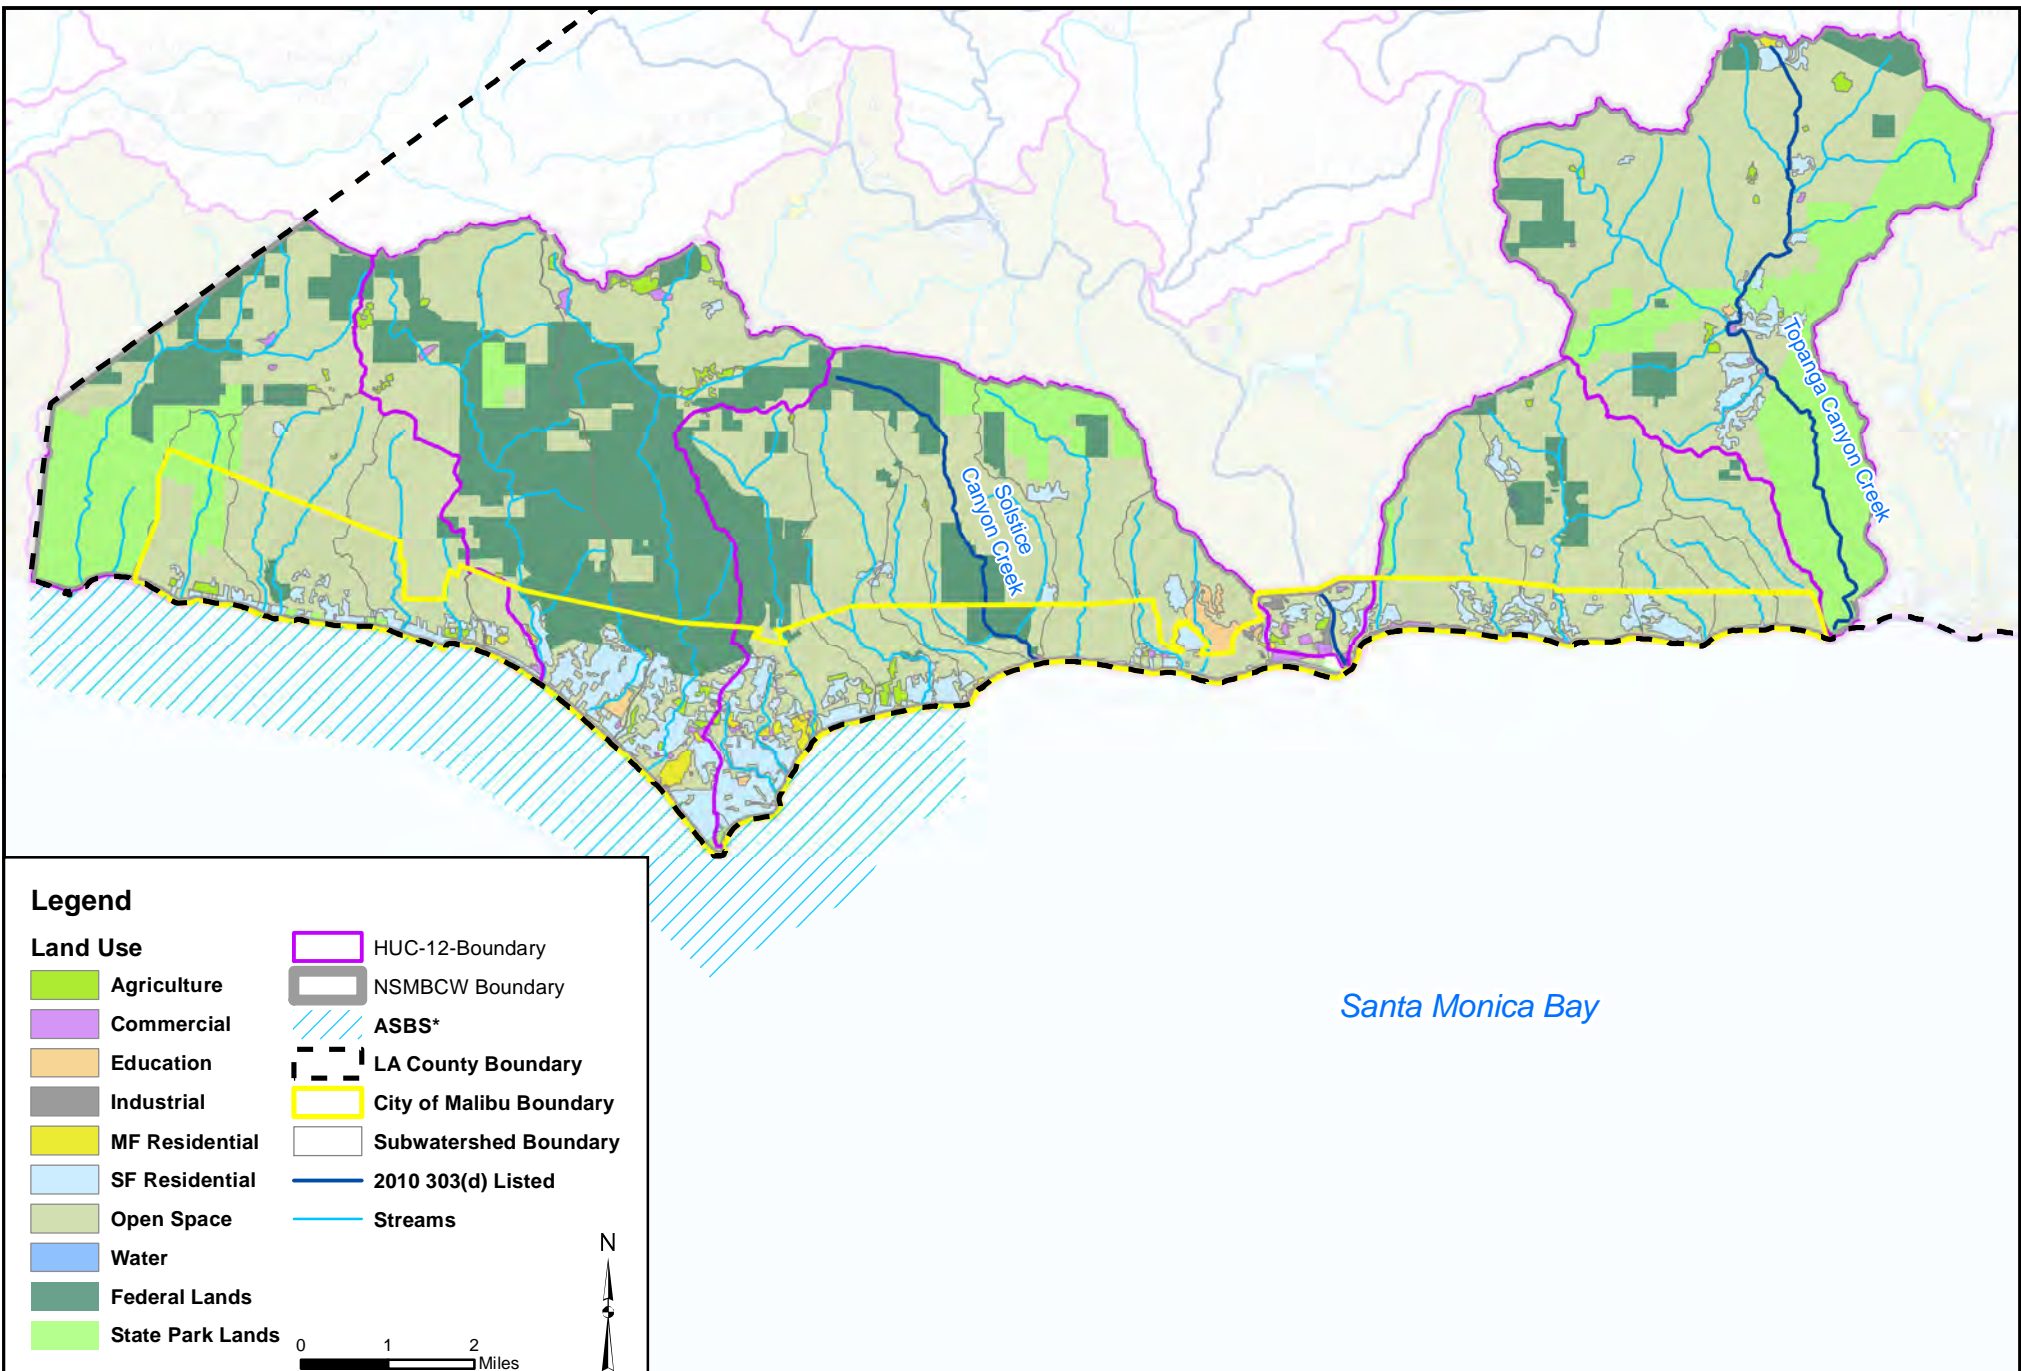 Topanga Canyon Creek
Solstice
Canyon Creek
Santa Monica Bay
Legend
Land Use
Agriculture
Commercial
Education
Industrial
MF Residential
SF Residential
Open Space
Water
Federal Lands
State Park Lands
HUC-12-Boundary
NSMBCW Boundary
ASBS*
LA County Boundary
City of Malibu Boundary
Subwatershed Boundary
2010 303(d) Listed
Streams
N
0 1 2
Miles